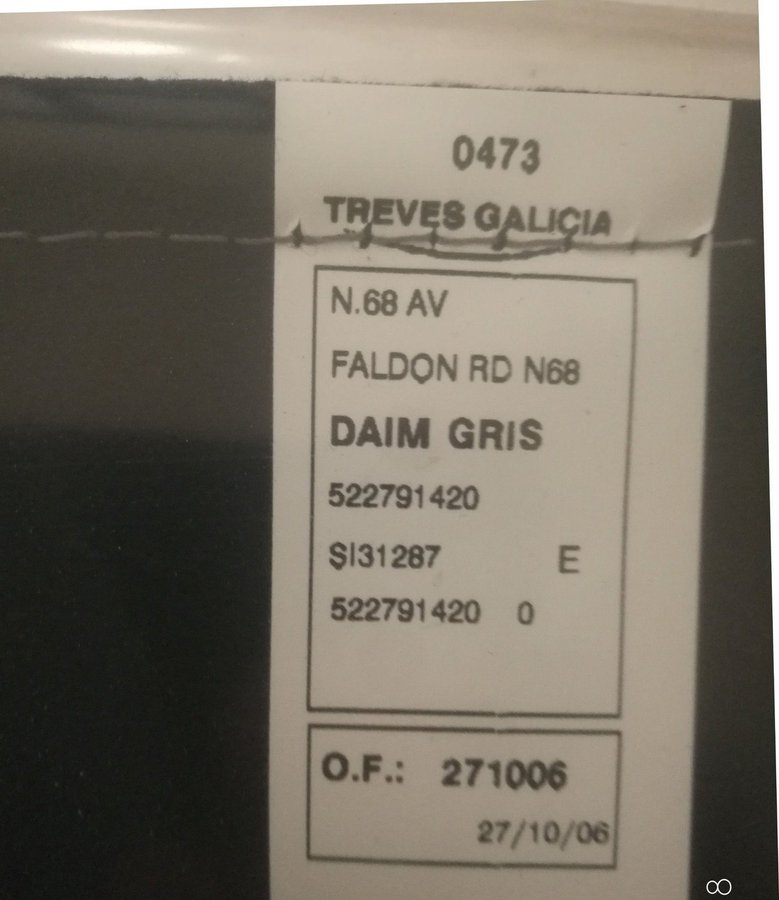 0473
TREVES GALICIA
N.68 AV
FALDON RD N68
DAIM GRIS
522791420
SI31287 E
522791420 0
O.F.: 271006
27/10/06